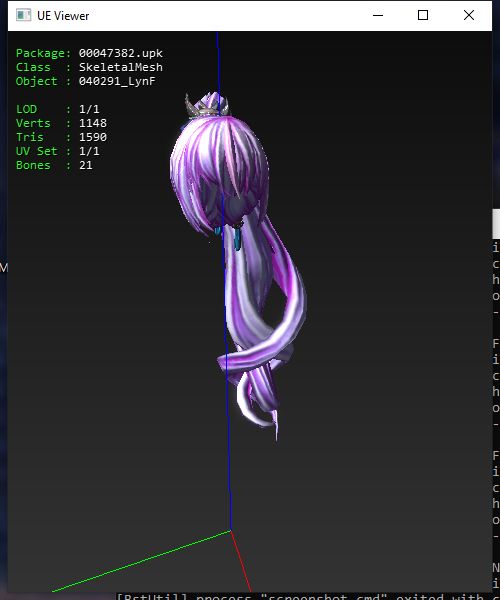 UE Viewer
Package: 00047382.upk
Class  : SkeletalMesh
Object : 040291_LynF
LOD    : 1/1
Verts  : 1148
Tris   : 1590
UV Set : 1/1
Bones  : 21
M
i
c
h
o
-
F
i
c
h
o
-
F
i
c
h
o
-
N
i
[BstUtil] process "screenshot.cmd" exited with c